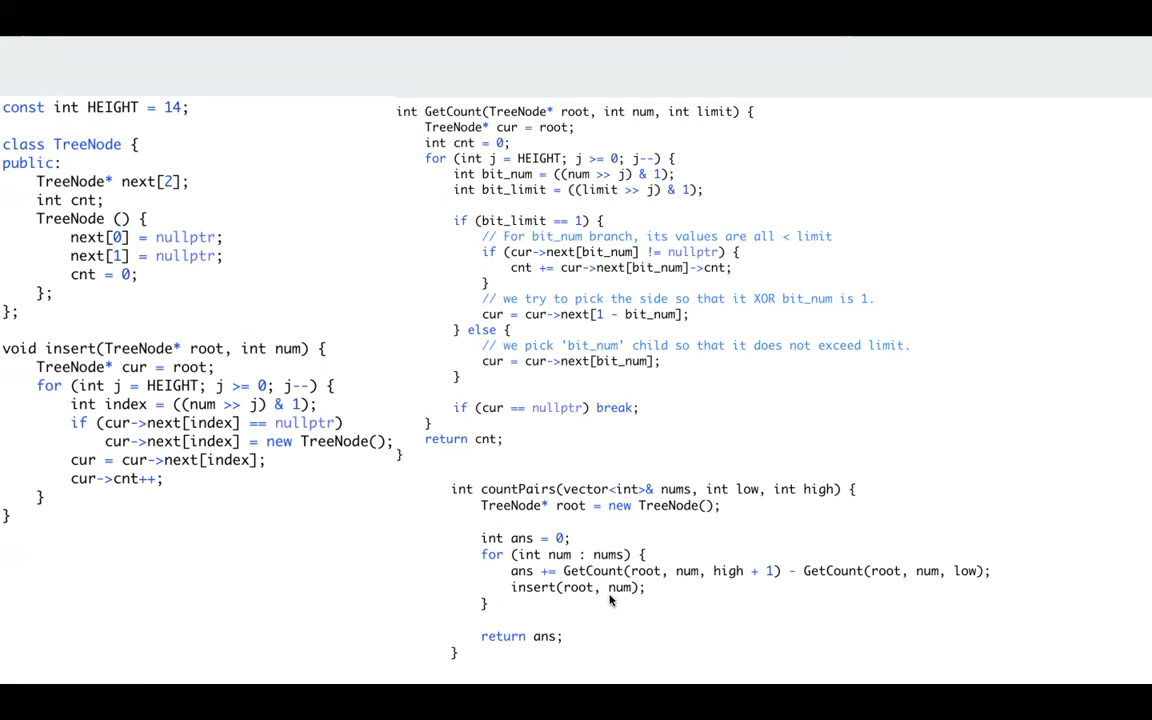 const int HEIGHT = 14;
class TreeNode {
public:
TreeNode* next[2];
int cnt;
TreeNode () {
next[0] = nullptr;
next[1] = nullptr;
cnt = 0;
};
};
void insert(TreeNode* root, int num) {
TreeNode* cur = root;
for (int j = HEIGHT; j >= 0; j--) {
int index = ((num >> j) & 1);
if (cur->next[index] == nullptr)
cur->next[index] = new TreeNode();
cur = cur->next[index];
cur->cnt++;
}
}
int GetCount(TreeNode* root, int num, int limit) {
TreeNode* cur = root;
int cnt = 0;
for (int j = HEIGHT; j >= 0; j--) {
int bit_num = ((num >> j) & 1);
int bit_limit = ((limit >> j) & 1);
if (bit_limit == 1) {
// For bit_num branch, its values are all < limit
if (cur->next[bit_num] != nullptr) {
cnt += cur->next[bit_num]->cnt;
}
// we try to pick the side so that it XOR bit_num is 1.
cur = cur->next[1 - bit_num];
} else {
// we pick 'bit_num' child so that it does not exceed limit.
cur = cur->next[bit_num];
}
if (cur == nullptr) break;
}
return cnt;
}
int countPairs(vector<int>& nums, int low, int high) {
TreeNode* root = new TreeNode();
int ans = 0;
for (int num : nums) {
ans += GetCount(root, num, high + 1) - GetCount(root, num, low);
insert(root, num);
}
return ans;
}